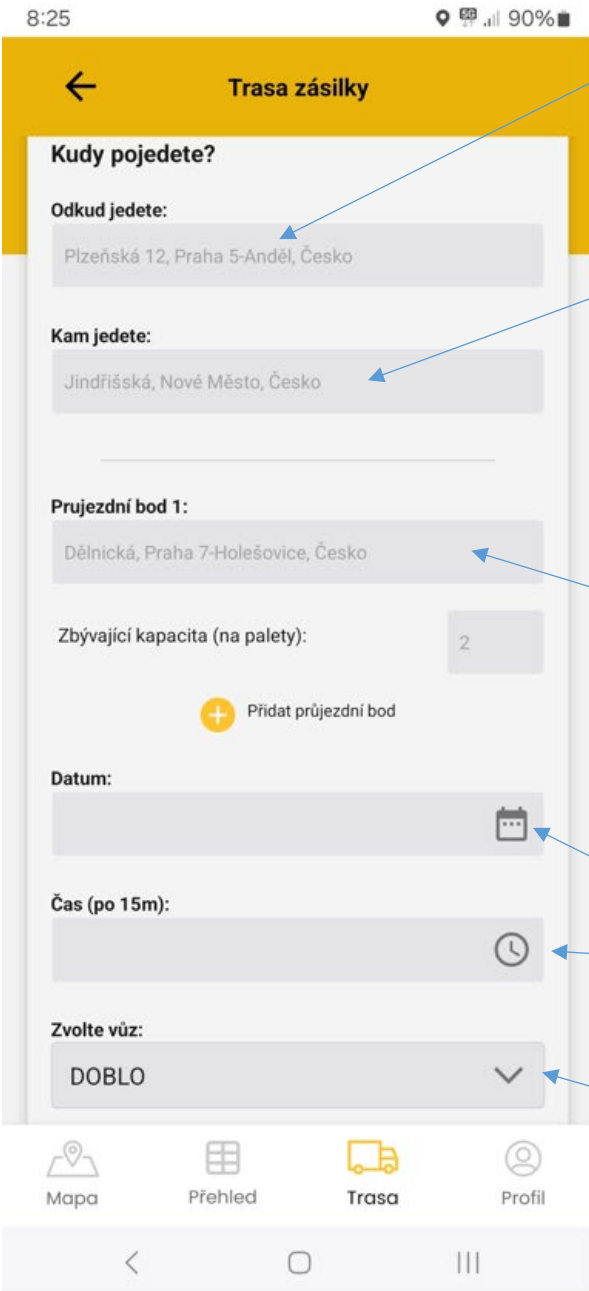 8:25 5G 90%
Trasa zásilky
Kudy pojedete?
Odkud jedete:
Plzeňská 12, Praha 5-Anděl, Česko
Kam jedete:
Jindřišská, Nové Město, Česko
Prujezdní bod 1:
Dělnická, Praha 7-Holešovice, Česko
Zbývající kapacita (na palety): 2
Přidat průjezdní bod
Datum:
Čas (po 15m):
Zvolte vůz:
DOBLO
Mapa Přehled Trasa Profil